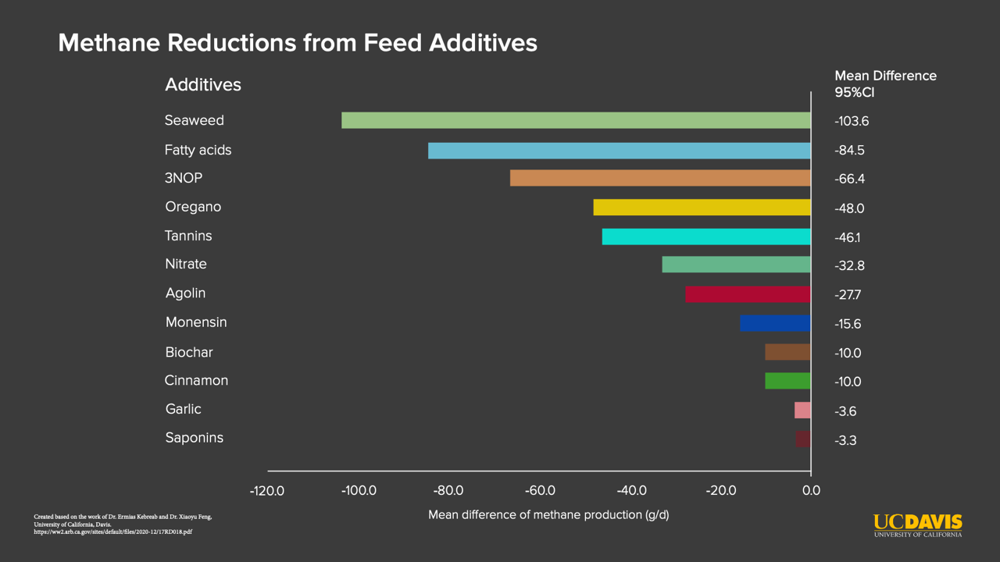 Methane Reductions from Feed Additives
Additives
Mean Difference
95%CI
Seaweed -103.6
Fatty acids -84.5
3NOP -66.4
Oregano -48.0
Tannins -46.1
Nitrate -32.8
Agolin -27.7
Monensin -15.6
Biochar -10.0
Cinnamon -10.0
Garlic -3.6
Saponins -3.3
-120.0 -100.0 -80.0 -60.0 -40.0 -20.0 0.0
Mean difference of methane production (g/d)
Created based on the work of Dr. Ermias Kebreab and Dr. Xiaoyu Feng,
University of California, Davis.
https://ww2.arb.ca.gov/sites/default/files/2020-12/17RD018.pdf
UCDAVIS
UNIVERSITY OF CALIFORNIA